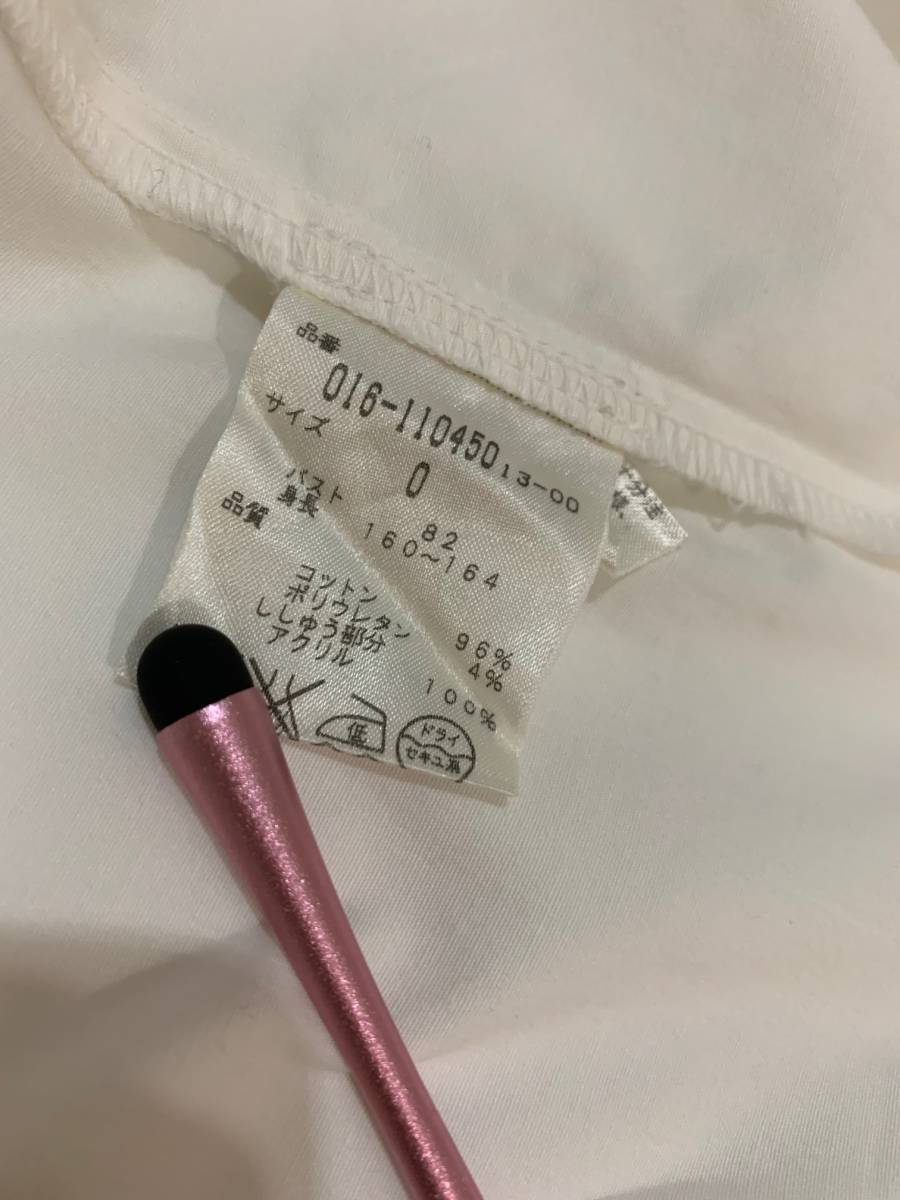 品番
016-110450 13-00
サイズ 0
バスト 82
身長 160～164
品質
コットン 96%
ポリウレタン 4%
ししゅう部分
アクリル 100%
低
ドライ
セキユ系